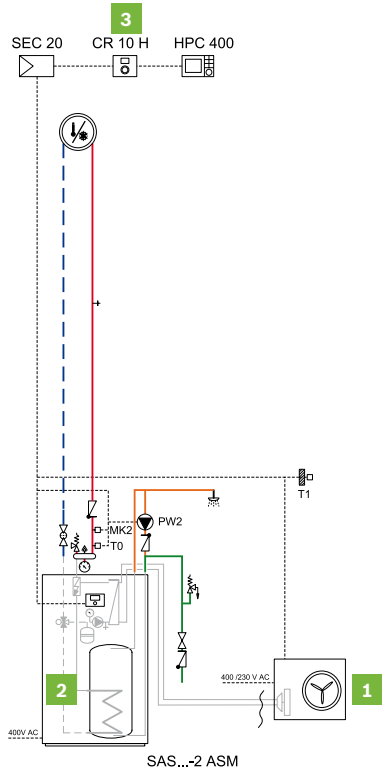 3
SEC 20 CR 10 H HPC 400
T1
PW2
MK2
T0
400 /230 V AC
2
1
400V AC
SAS...-2 ASM